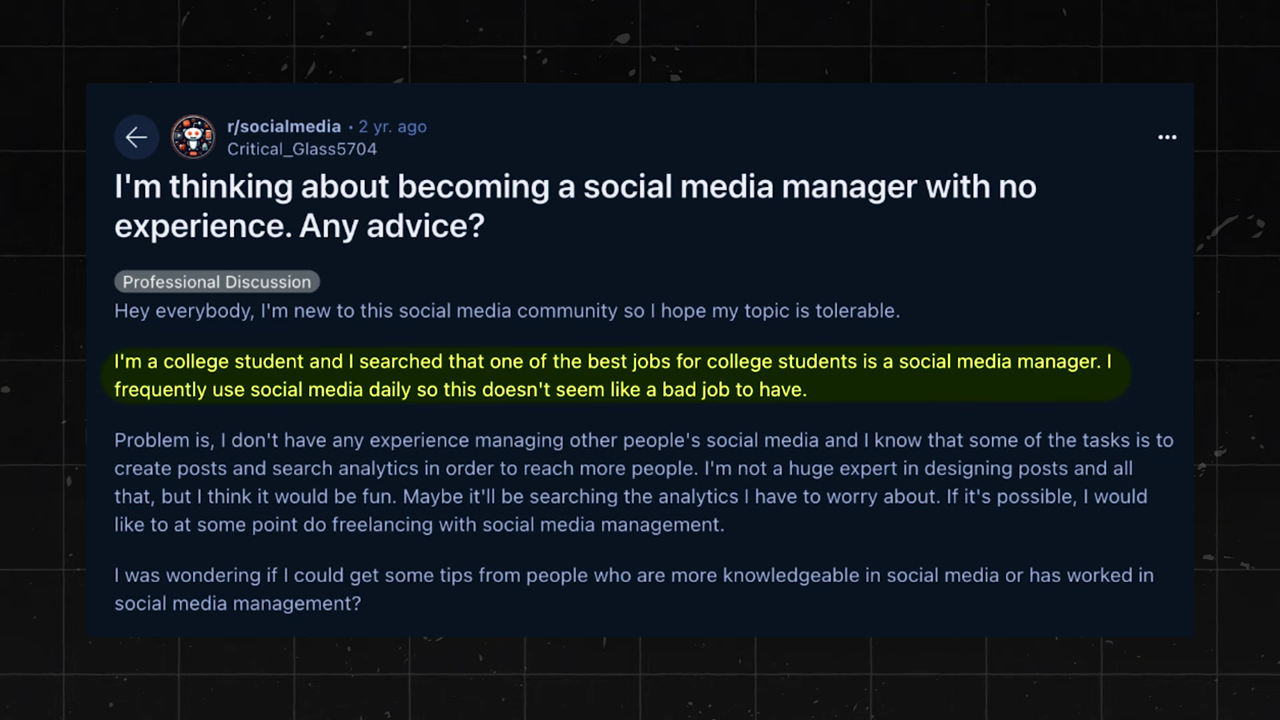 r/socialmedia • 2 yr. ago
Critical_Glass5704
I'm thinking about becoming a social media manager with no
experience. Any advice?
Professional Discussion
Hey everybody, I'm new to this social media community so I hope my topic is tolerable.
I'm a college student and I searched that one of the best jobs for college students is a social media manager. I
frequently use social media daily so this doesn't seem like a bad job to have.
Problem is, I don't have any experience managing other people's social media and I know that some of the tasks is to
create posts and search analytics in order to reach more people. I'm not a huge expert in designing posts and all
that, but I think it would be fun. Maybe it'll be searching the analytics I have to worry about. If it's possible, I would
like to at some point do freelancing with social media management.
I was wondering if I could get some tips from people who are more knowledgeable in social media or has worked in
social media management?